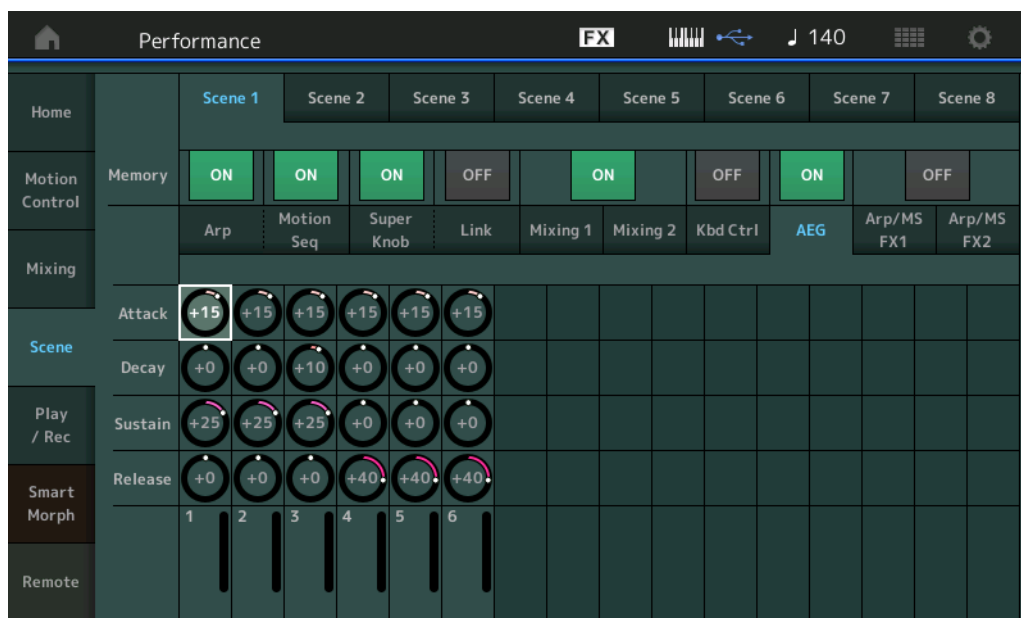 Performance FX 140
Scene 1 Scene 2 Scene 3 Scene 4 Scene 5 Scene 6 Scene 7 Scene 8
Home
Memory ON ON ON OFF ON OFF ON OFF
Motion
Control
Arp Motion
Seq Super
Knob Link Mixing 1 Mixing 2 Kbd Ctrl AEG Arp/MS
FX1 Arp/MS
FX2
Mixing
Attack +15 +15 +15 +15 +15 +15
Scene
Decay +0 +0 +10 +0 +0 +0
Play
/ Rec
Sustain +25 +25 +25 +0 +0 +0
Release +0 +0 +0 +40 +40 +40
Smart
Morph
1 2 3 4 5 6
Remote